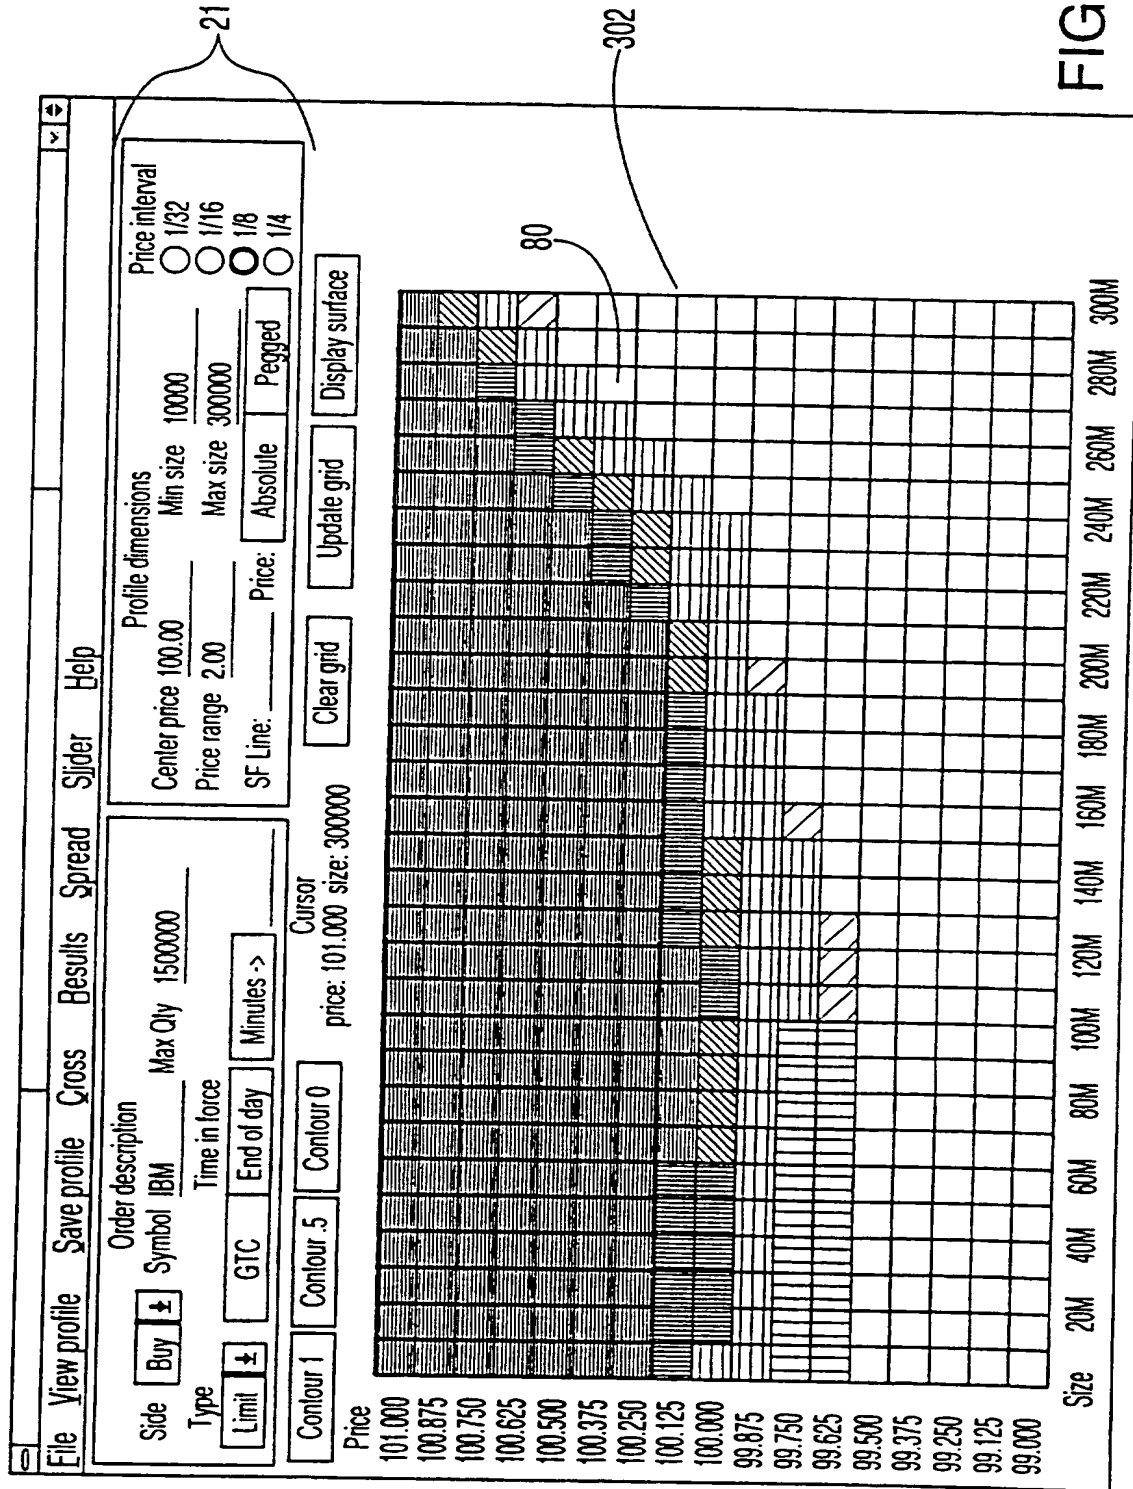 File View profile Save profile Cross Results Spread Slider Help
Order description
Side Buy ± Symbol IBM Max Qty 1500000
Type Time in force
Limit ± GTC End of day Minutes ->
Profile dimensions
Center price 100.00 Min size 10000
Price range 2.00 Max size 300000
SF Line: Price: Absolute Pegged
Price interval
1/32
1/16
1/8
1/4
21
Contour 1 Contour .5 Contour 0
Cursor
price: 101.000 size: 30000
Clear grid Update grid Display surface
Price
101.000
100.875
100.750
100.625
100.500
100.375
100.250
100.125
100.000
99.875
99.750
99.625
99.500
99.375
99.250
99.125
99.000
80
302
Size 20M 40M 60M 80M 100M 120M 140M 160M 180M 200M 220M 240M 260M 280M 300M
FIG